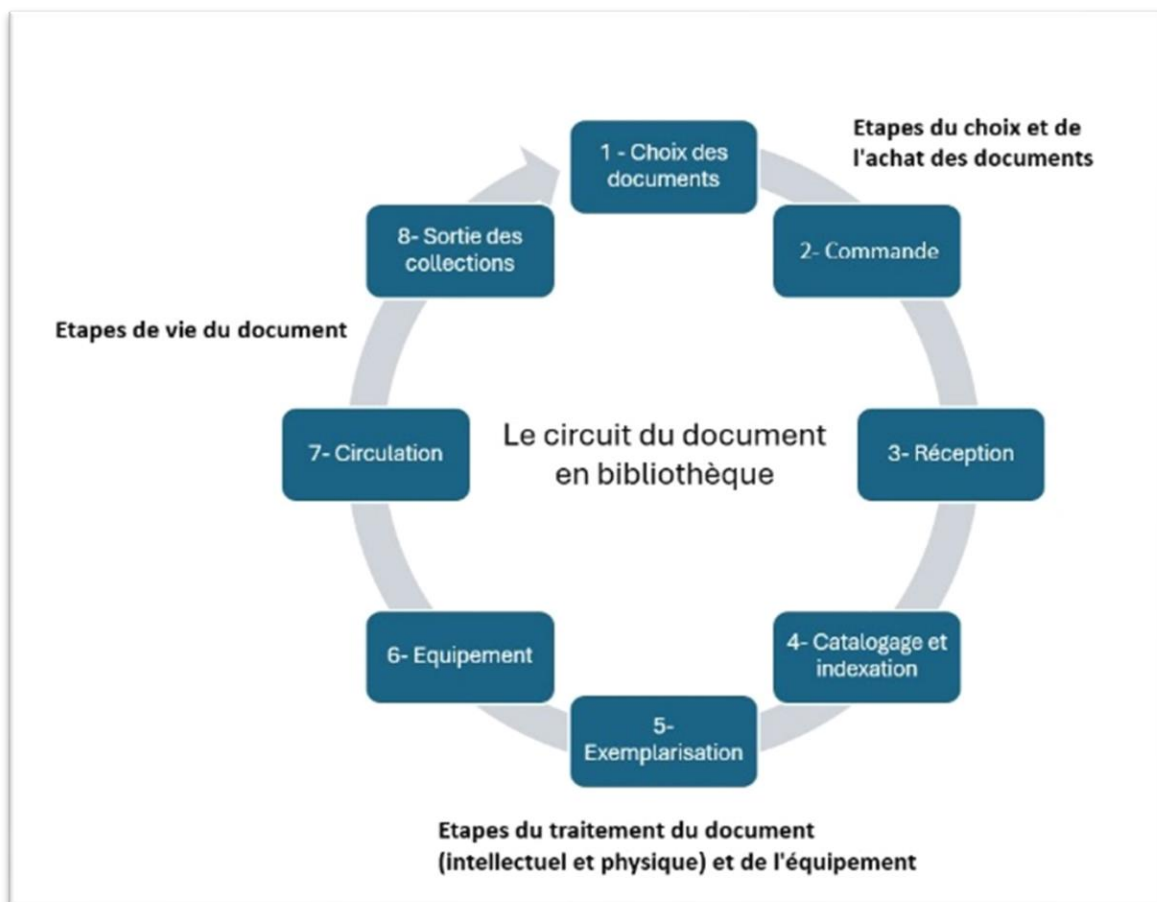 Etapes du choix et de
l'achat des documents
1 - Choix des
documents
2- Commande
3- Réception
4- Catalogage et
indexation
5-
Exemplarisation
6- Equipement
7- Circulation
8- Sortie des
collections
Etapes de vie du document
Le circuit du document
en bibliothèque
Etapes du traitement du document
(intellectuel et physique) et de l'équipement